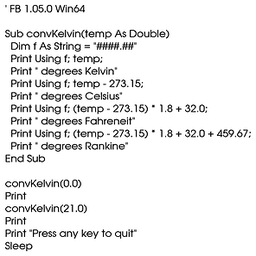 ' FB 1.05.0 Win64
Sub convKelvin(temp As Double)
Dim f As String = "####.##"
Print Using f; temp;
Print " degrees Kelvin"
Print Using f; temp - 273.15;
Print " degrees Celsius"
Print Using f; (temp - 273.15) * 1.8 + 32.0;
Print " degrees Fahreneit"
Print Using f; (temp - 273.15) * 1.8 + 32.0 + 459.67;
Print " degrees Rankine"
End Sub
convKelvin(0.0)
Print
convKelvin(21.0)
Print
Print "Press any key to quit"
Sleep